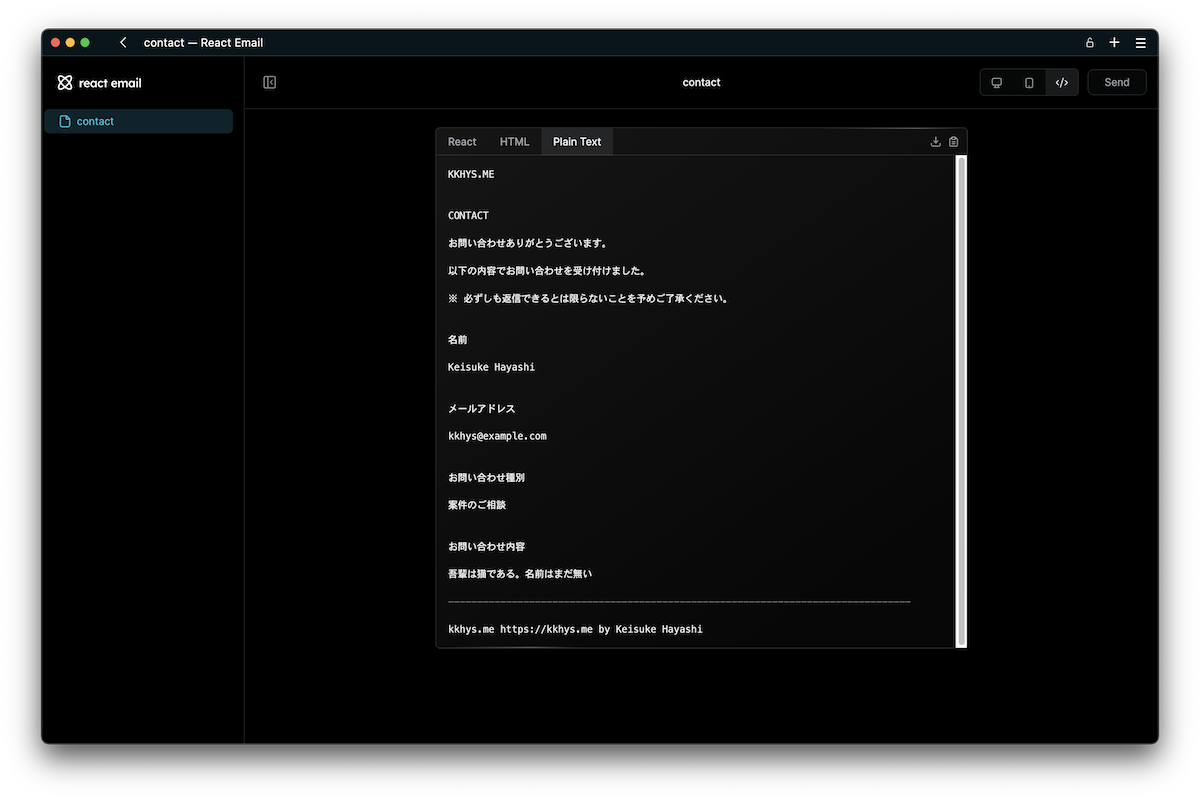 contact — React Email
react email
contact
Send
contact
React HTML Plain Text
KKHYS.ME
CONTACT
お問い合わせありがとうございます。
以下の内容でお問い合わせを受け付けました。
※ 必ずしも返信できるとは限らないことを予めご了承ください。
名前
Keisuke Hayashi
メールアドレス
kkhys@example.com
お問い合わせ種別
案件のご相談
お問い合わせ内容
吾輩は猫である。名前はまだ無い
────────────────────────────────────────────────────────────────
kkhys.me https://kkhys.me by Keisuke Hayashi